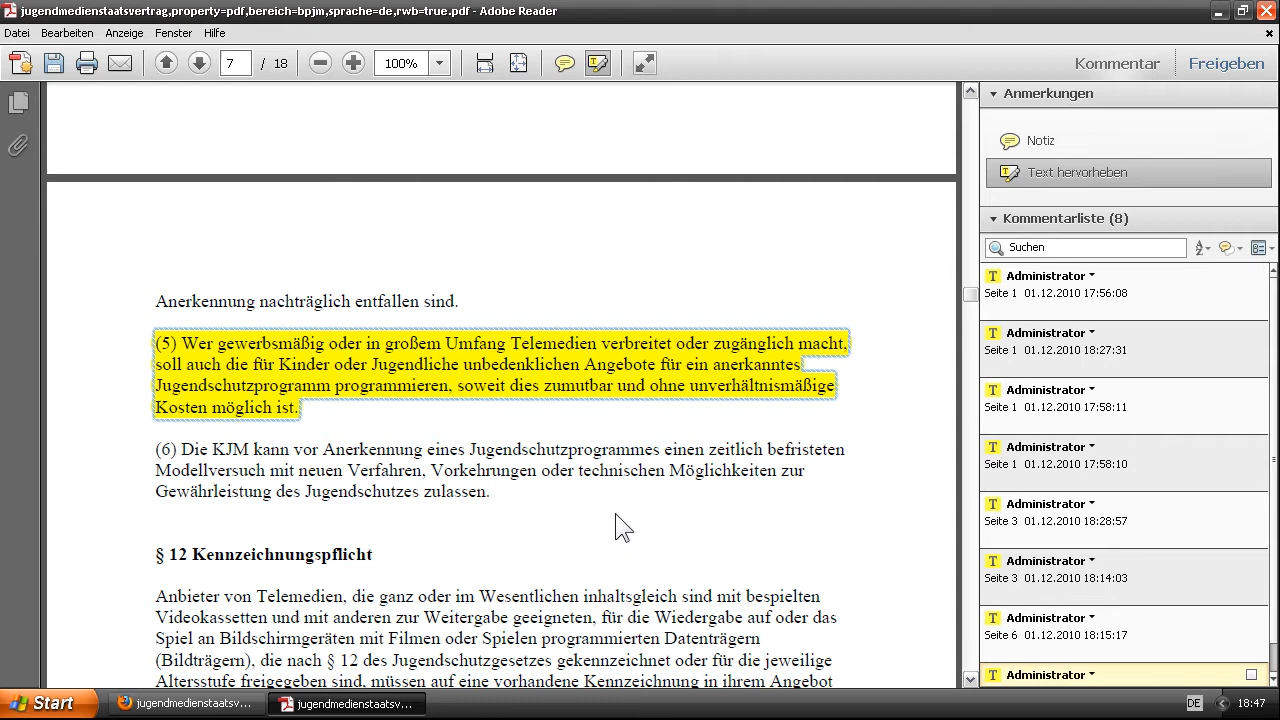 jugendmedienstaatsvertrag,property=pdf,bereich=bpjm,sprache=de,rwb=true.pdf - Adobe Reader
Datei Bearbeiten Anzeige Fenster Hilfe
7 / 18 100% Kommentar Freigeben
Anerkennung nachträglich entfallen sind.
(5) Wer gewerbsmäßig oder in großem Umfang Telemedien verbreitet oder zugänglich macht,
soll auch die für Kinder oder Jugendliche unbedenklichen Angebote für ein anerkanntes
Jugendschutzprogramm programmieren, soweit dies zumutbar und ohne unverhältnismäßige
Kosten möglich ist.
(6) Die KJM kann vor Anerkennung eines Jugendschutzprogrammes einen zeitlich befristeten
Modellversuch mit neuen Verfahren, Vorkehrungen oder technischen Möglichkeiten zur
Gewährleistung des Jugendschutzes zulassen.
§ 12 Kennzeichnungspflicht
Anbieter von Telemedien, die ganz oder im Wesentlichen inhaltsgleich sind mit bespielten
Videokassetten und mit anderen zur Weitergabe geeigneten, für die Wiedergabe auf oder das
Spiel an Bildschirmgeräten mit Filmen oder Spielen programmierten Datenträgern
(Bildträgern), die nach § 12 des Jugendschutzgesetzes gekennzeichnet oder für die jeweilige
Altersstufe freigegeben sind, müssen auf eine vorhandene Kennzeichnung in ihrem Angebot
Anmerkungen
Notiz
Text hervorheben
Kommentarliste (8)
Suchen
Administrator
Seite 1 01.12.2010 17:56:08
Administrator
Seite 1 01.12.2010 18:27:31
Administrator
Seite 1 01.12.2010 17:58:11
Administrator
Seite 1 01.12.2010 17:58:10
Administrator
Seite 3 01.12.2010 18:28:57
Administrator
Seite 3 01.12.2010 18:14:03
Administrator
Seite 6 01.12.2010 18:15:17
Administrator
Start jugendmedienstaatsv... jugendmedienstaatsv... DE 18:47